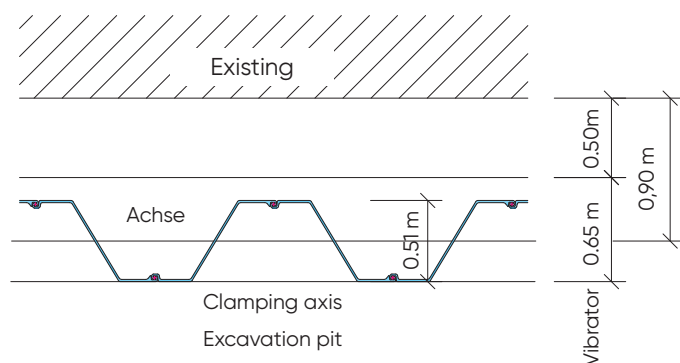 Existing
0.50m
0,90 m
Achse
0.51 m
0.65 m
Clamping axis
Excavation pit
Vibrator